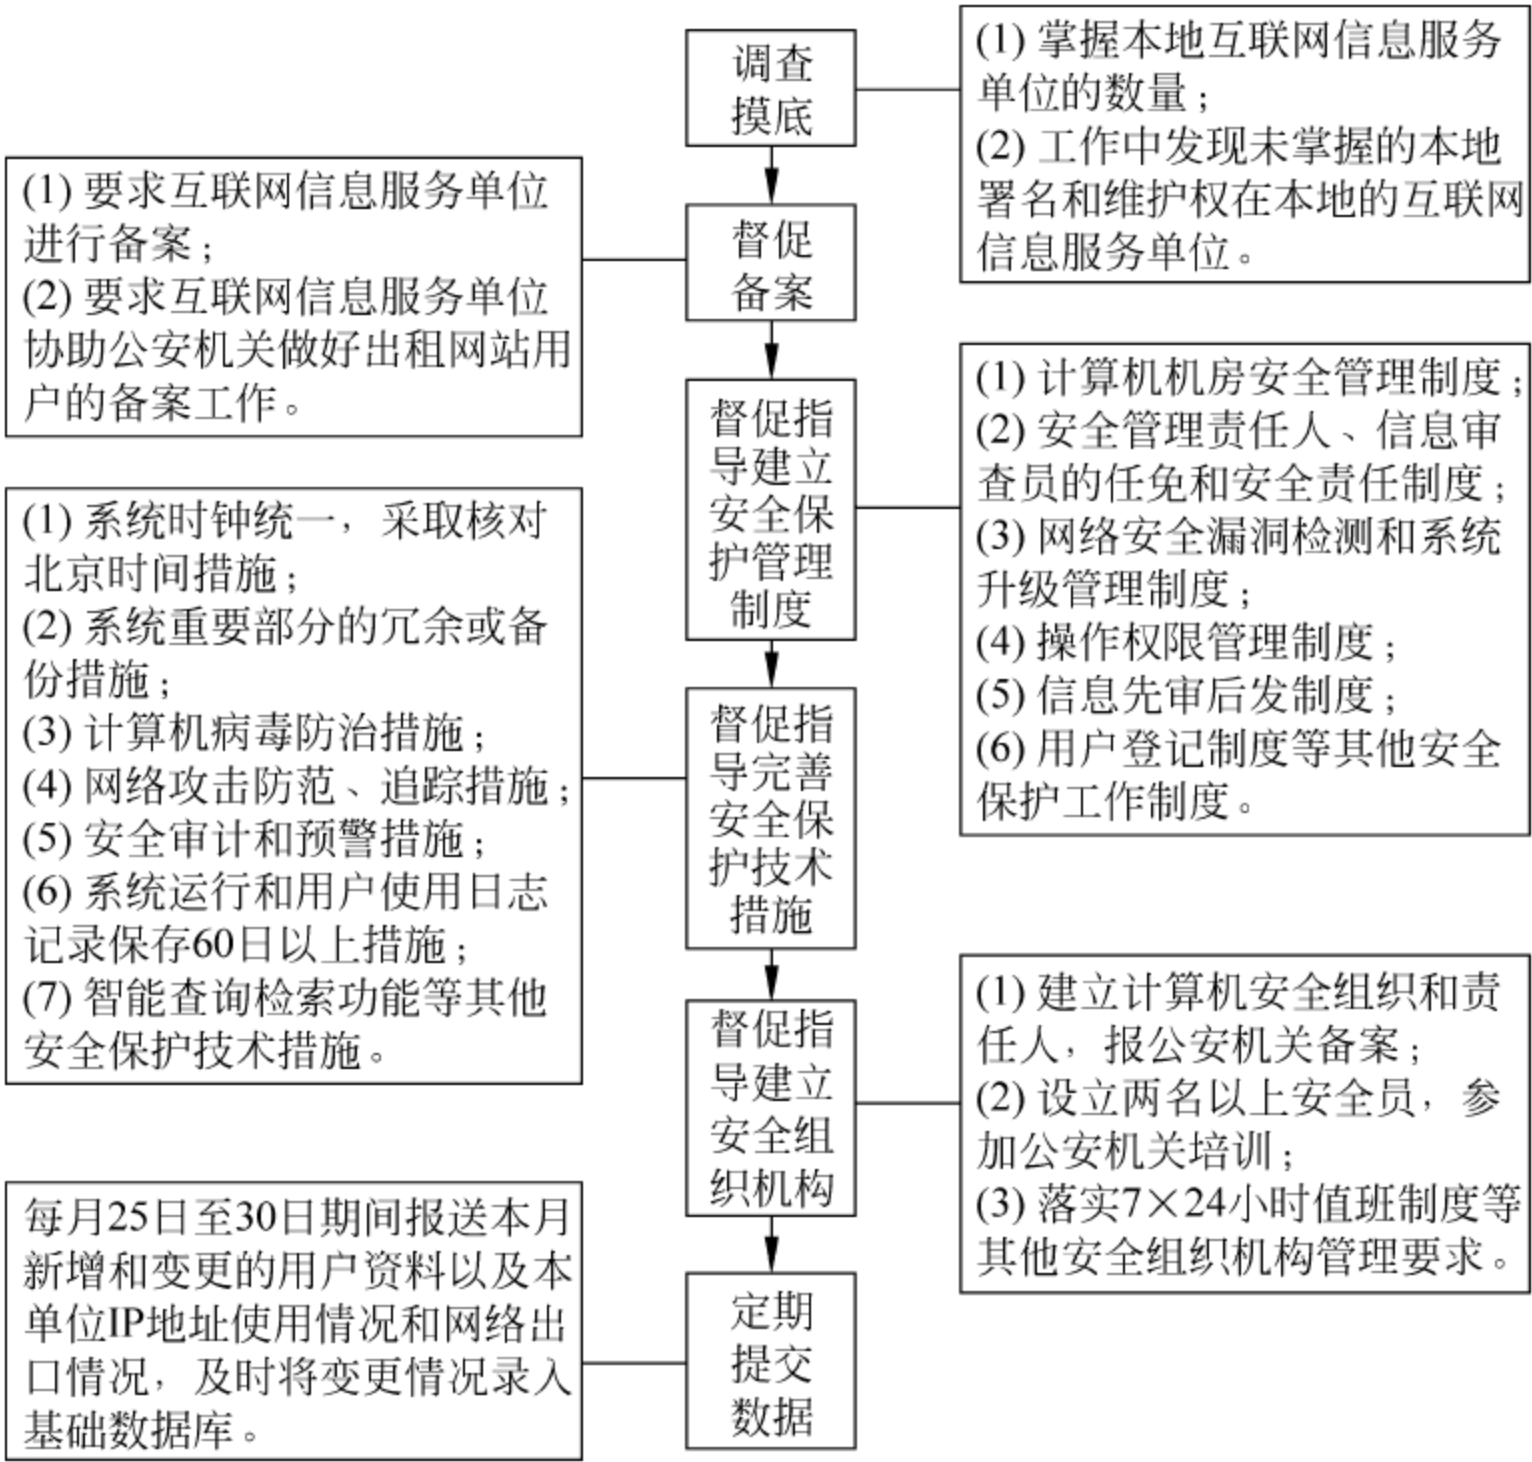 调查
摸底
(1) 掌握本地互联网信息服务
单位的数量；
(2) 工作中发现未掌握的本地
署名和维护权在本地的互联网
信息服务单位。
(1) 要求互联网信息服务单位
进行备案；
(2) 要求互联网信息服务单位
协助公安机关做好出租网站用
户的备案工作。
督促
备案
督促指
导建立
安全保
护管理
制度
(1) 计算机机房安全管理制度；
(2) 安全管理责任人、信息审
查员的任免和安全责任制度；
(3) 网络安全漏洞检测和系统
升级管理制度；
(4) 操作权限管理制度；
(5) 信息先审后发制度；
(6) 用户登记制度等其他安全
保护工作制度。
(1) 系统时钟统一，采取核对
北京时间措施；
(2) 系统重要部分的冗余或备
份措施；
(3) 计算机病毒防治措施；
(4) 网络攻击防范、追踪措施；
(5) 安全审计和预警措施；
(6) 系统运行和用户使用日志
记录保存60日以上措施；
(7) 智能查询检索功能等其他
安全保护技术措施。
督促指
导完善
安全保
护技术
措施
督促指
导建立
安全组
织机构
(1) 建立计算机安全组织和责
任人，报公安机关备案；
(2) 设立两名以上安全员，参
加公安机关培训；
(3) 落实7×24小时值班制度等
其他安全组织机构管理要求。
每月25日至30日期间报送本月
新增和变更的用户资料以及本
单位IP地址使用情况和网络出
口情况，及时将变更情况录入
基础数据库。
定期
提交
数据